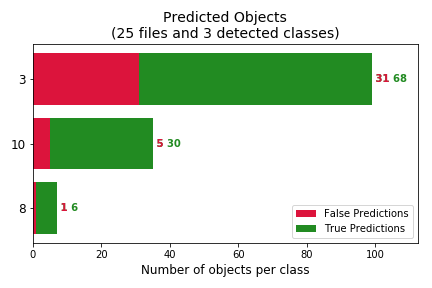 Predicted Objects
(25 files and 3 detected classes)
3
31 68
10
5 30
8
1 6
False Predictions
True Predictions
0 20 40 60 80 100
Number of objects per class